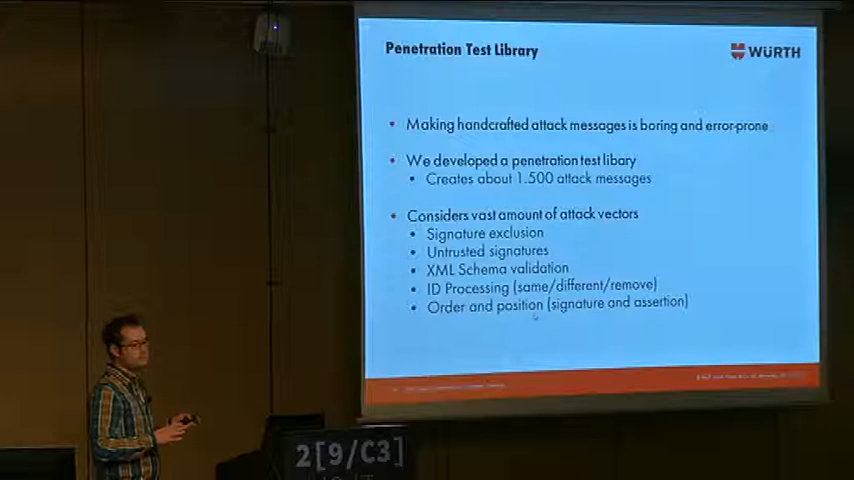 Penetration Test Library
WÜRTH
• Making handcrafted attack messages is boring and error-prone
• We developed a penetration test library
• Creates about 1.500 attack messages
• Considers vast amount of attack vectors
• Signature exclusion
• Untrusted signatures
• XML Schema validation
• ID Processing (same/different/remove)
• Order and position (signature and assertion)
2[9/C3]